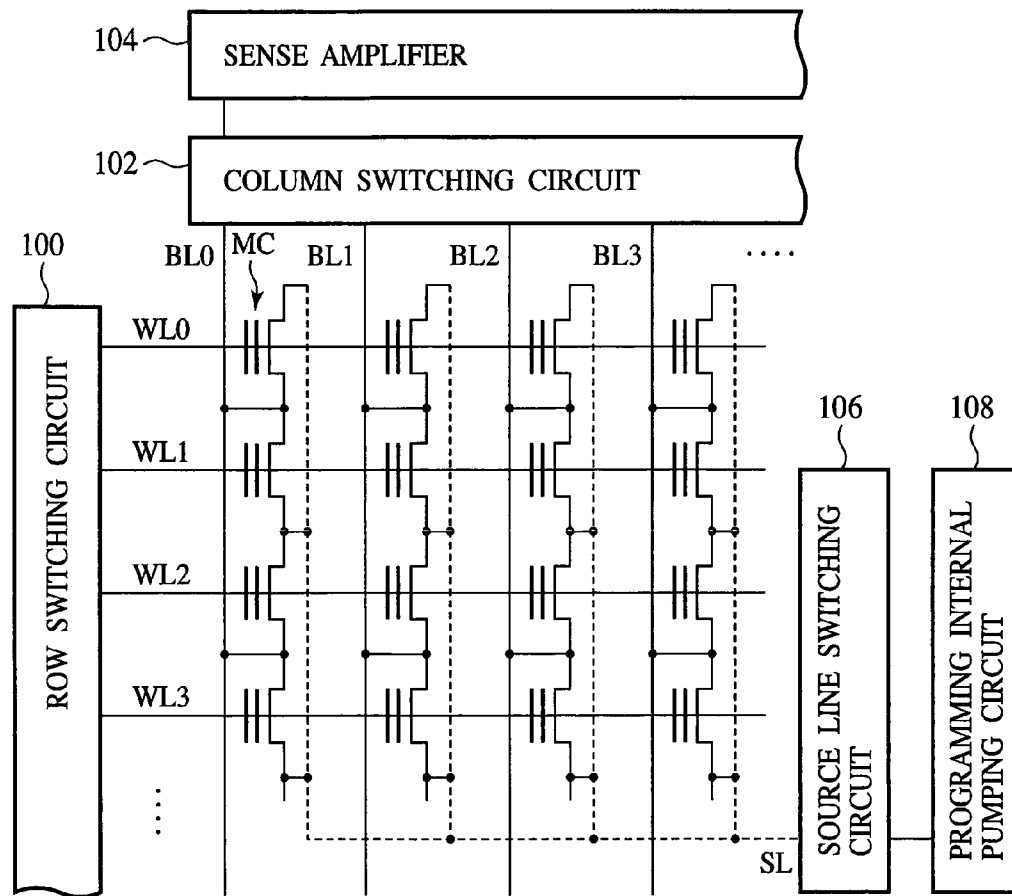 104
SENSE AMPLIFIER
102
COLUMN SWITCHING CIRCUIT
100
BL0
MC
BL1
BL2
BL3
....
ROW SWITCHING CIRCUIT
WL0
WL1
WL2
WL3
....
106
108
SOURCE LINE SWITCHING
CIRCUIT
PROGRAMMING INTERNAL
PUMPING CIRCUIT
SL